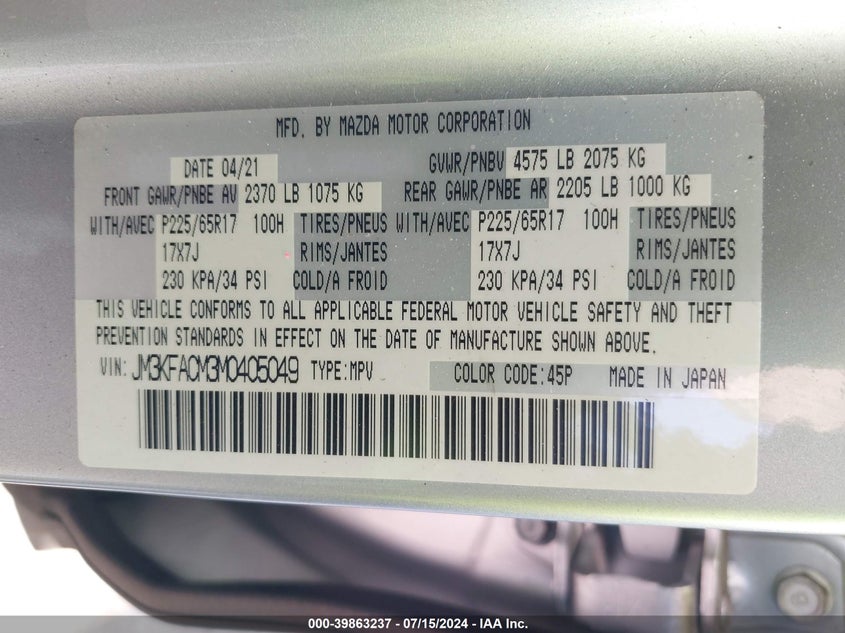 MFD. BY MAZDA MOTOR CORPORATION
DATE 04/21 GVWR/PNBV 4575 LB 2075 KG
FRONT GAWR/PNBE AV 2370 LB 1075 KG REAR GAWR/PNBE AR 2205 LB 1000 KG
WITH/AVEC P225/65R17 100H TIRES/PNEUS WITH/AVEC P225/65R17 100H TIRES/PNEUS
17X7J RIMS/JANTES 17X7J RIMS/JANTES
230 KPA/34 PSI COLD/A FROID 230 KPA/34 PSI COLD/A FROID
THIS VEHICLE CONFORMS TO ALL APPLICABLE FEDERAL MOTOR VEHICLE SAFETY AND THEFT
PREVENTION STANDARDS IN EFFECT ON THE DATE OF MANUFACTURE SHOWN ABOVE.
VIN: JM3KFACM3M0405049 TYPE:MPV COLOR CODE:45P MADE IN JAPAN
000-39863237 - 07/15/2024 - IAA Inc.